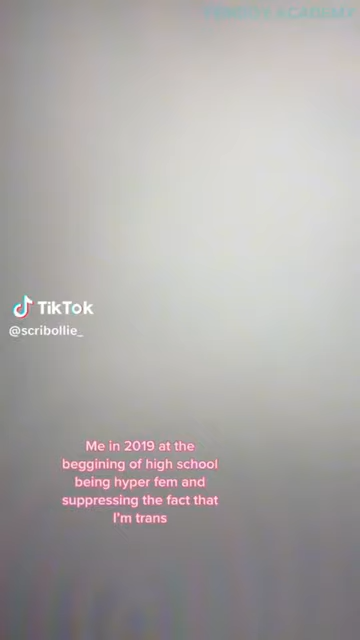 TikTok
@scribollie_
Me in 2019 at the
beggining of high school
being hyper fem and
suppressing the fact that
I'm trans